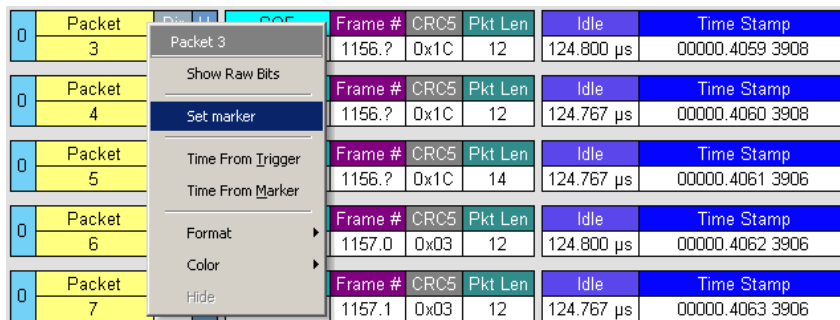 0 Packet Frame # CRC5 Pkt Len Idle Time Stamp
3 1156.? 0x1C 12 124.800 µs 00000.4059 3908
Packet 3
Show Raw Bits
Set marker
Time From Trigger
Time From Marker
Format
Color
Hide
0 Packet Frame # CRC5 Pkt Len Idle Time Stamp
4 1156.? 0x1C 12 124.767 µs 00000.4060 3908
0 Packet Frame # CRC5 Pkt Len Idle Time Stamp
5 1156.? 0x1C 14 124.767 µs 00000.4061 3906
0 Packet Frame # CRC5 Pkt Len Idle Time Stamp
6 1157.0 0x03 12 124.800 µs 00000.4062 3906
0 Packet Frame # CRC5 Pkt Len Idle Time Stamp
7 1157.1 0x03 12 124.767 µs 00000.4063 3906